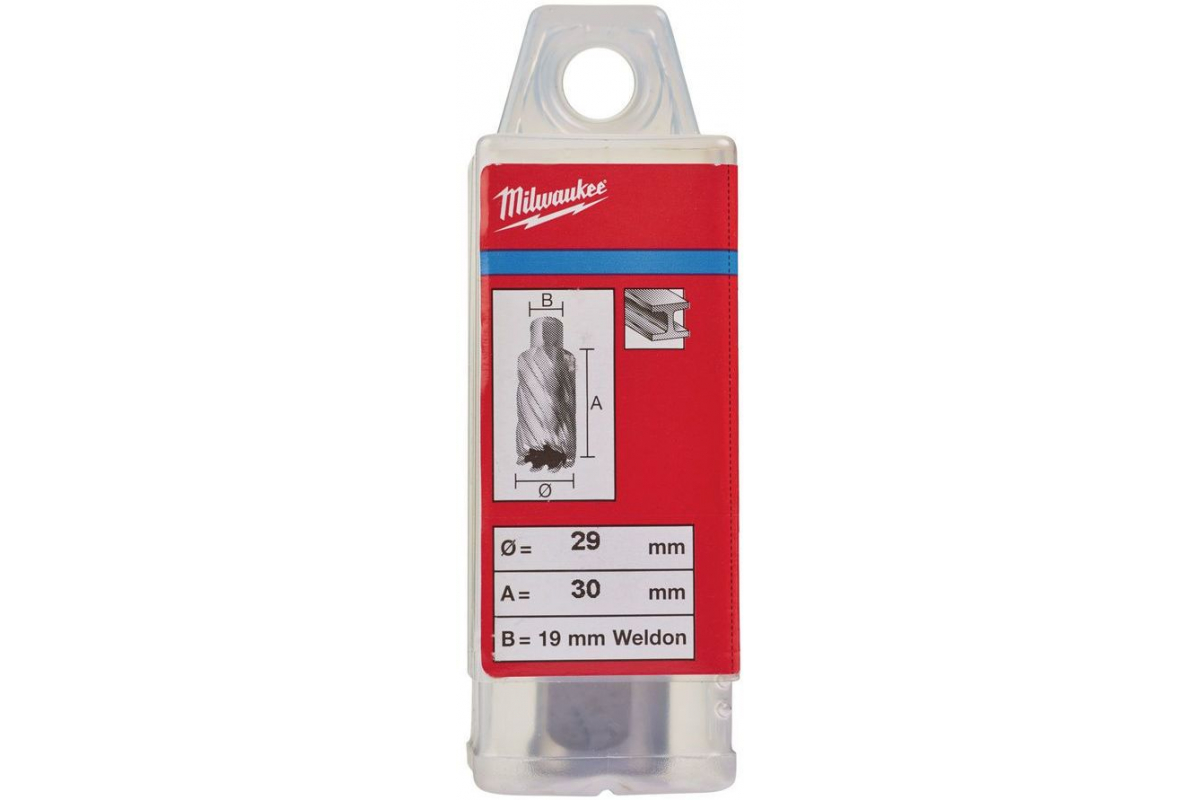 Milwaukee
B
A
Ø
Ø = 29 mm
A = 30 mm
B = 19 mm Weldon